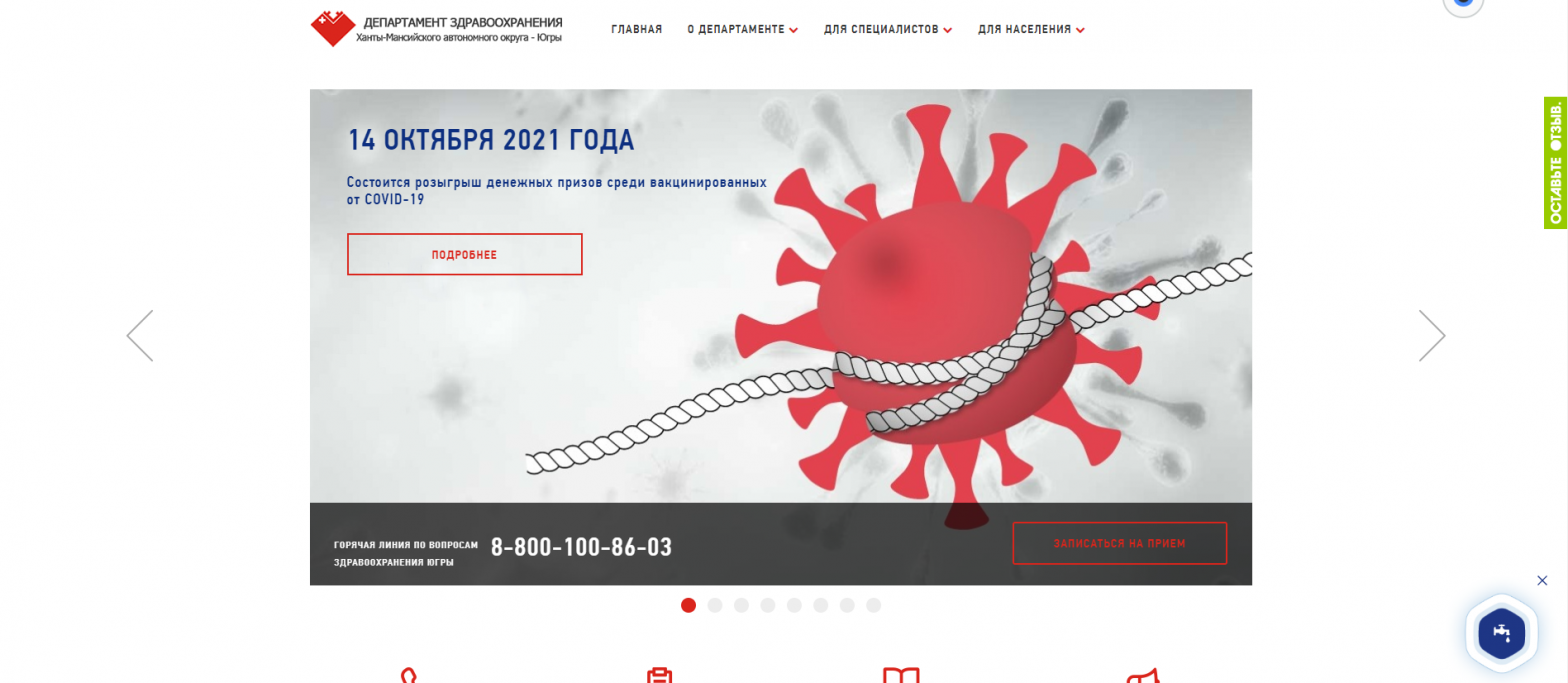 ДЕПАРТАМЕНТ ЗДРАВООХРАНЕНИЯ
Ханты-Мансийского автономного округа - Югры
ГЛАВНАЯ
О ДЕПАРТАМЕНТЕ
ДЛЯ СПЕЦИАЛИСТОВ
ДЛЯ НАСЕЛЕНИЯ
ОСТАВЬТЕ ОТЗЫВ.
14 ОКТЯБРЯ 2021 ГОДА
Состоится розыгрыш денежных призов среди вакцинированных
от COVID-19
ПОДРОБНЕЕ
ГОРЯЧАЯ ЛИНИЯ ПО ВОПРОСАМ
ЗДРАВООХРАНЕНИЯ ЮГРЫ
8-800-100-86-03
ЗАПИСАТЬСЯ НА ПРИЕМ